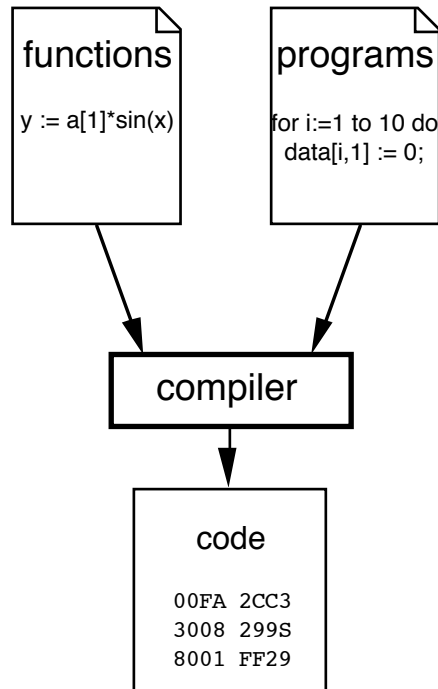 functions
y := a[1]*sin(x)
programs
for i:=1 to 10 do
data[i,1] := 0;
compiler
code
00FA 2CC3
3008 299S
8001 FF29